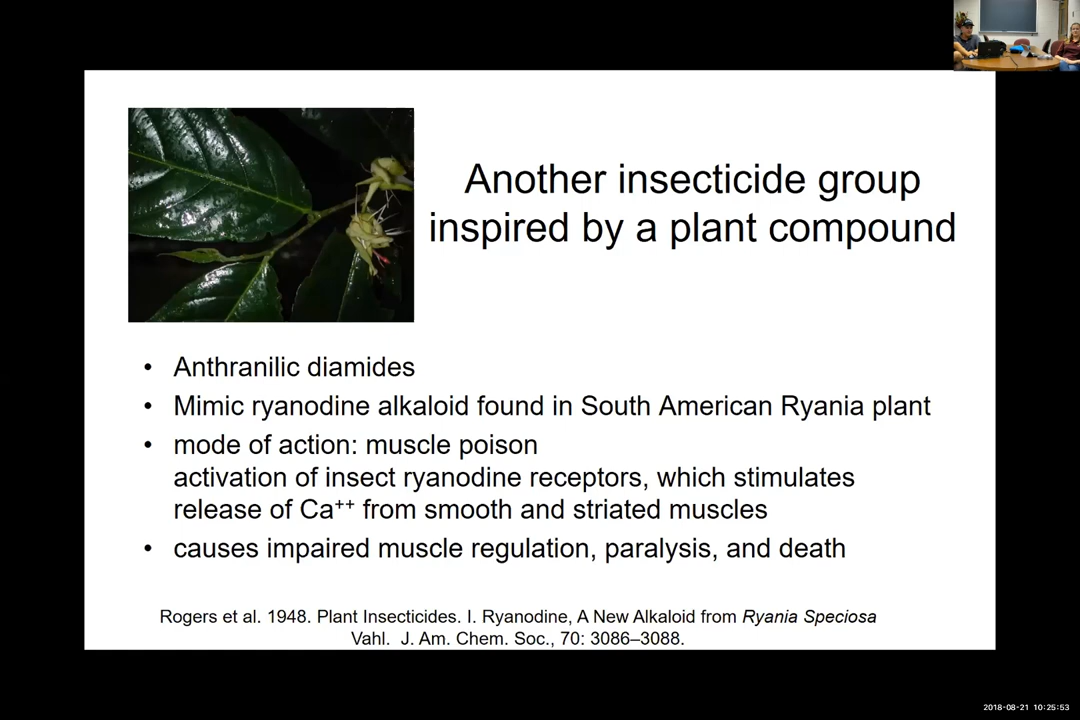 Another insecticide group
inspired by a plant compound
• Anthranilic diamides
• Mimic ryanodine alkaloid found in South American Ryania plant
• mode of action: muscle poison
activation of insect ryanodine receptors, which stimulates
release of Ca⁺⁺ from smooth and striated muscles
• causes impaired muscle regulation, paralysis, and death
Rogers et al. 1948. Plant Insecticides. I. Ryanodine, A New Alkaloid from Ryania Speciosa
Vahl. J. Am. Chem. Soc., 70: 3086–3088.
2018-08-21 10:25:53